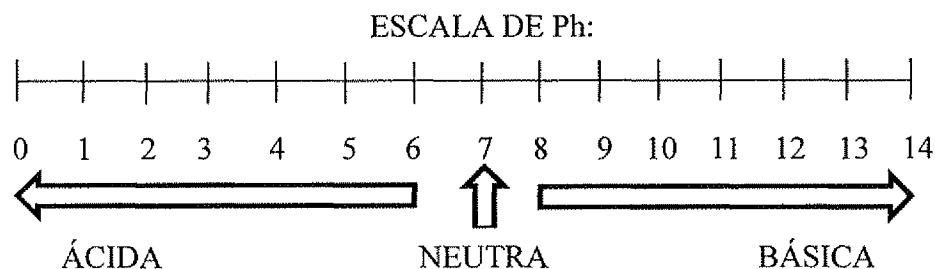 ESCALA DE Ph:
0 1 2 3 4 5 6 7 8 9 10 11 12 13 14
ÁCIDA NEUTRA BÁSICA